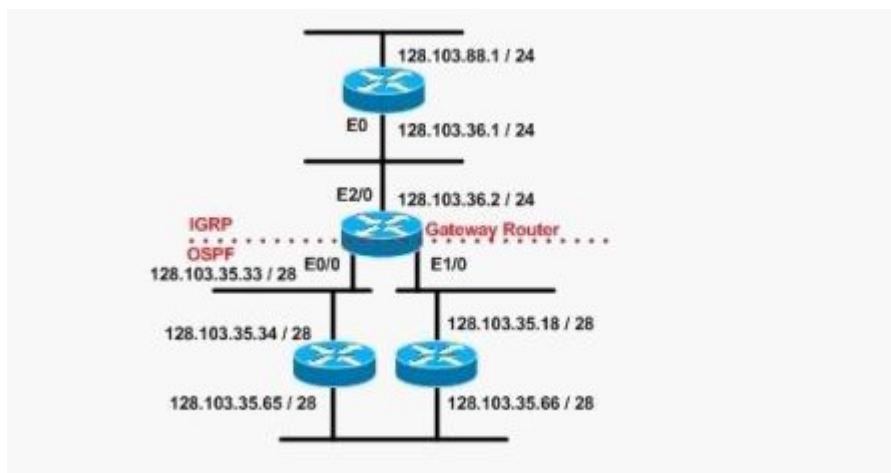 128.103.88.1 / 24
E0
128.103.36.1 / 24
E2/0
128.103.36.2 / 24
IGRP
Gateway Router
OSPF
E0/0
E1/0
128.103.35.33 / 28
128.103.35.34 / 28
128.103.35.18 / 28
128.103.35.65 / 28
128.103.35.66 / 28